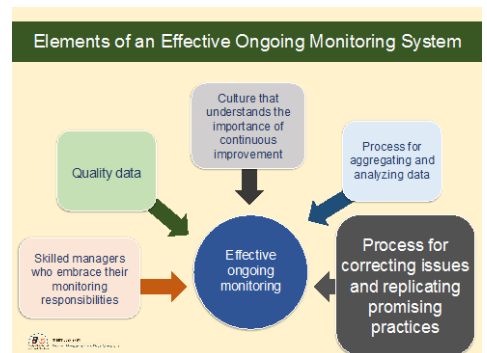 Elements of an Effective Ongoing Monitoring System
Culture that
understands the
importance of
continuous
improvement
Quality data
Process for
aggregating and
analyzing data
Skilled managers
who embrace their
monitoring
responsibilities
Effective
ongoing
monitoring
Process for
correcting issues
and replicating
promising
practices